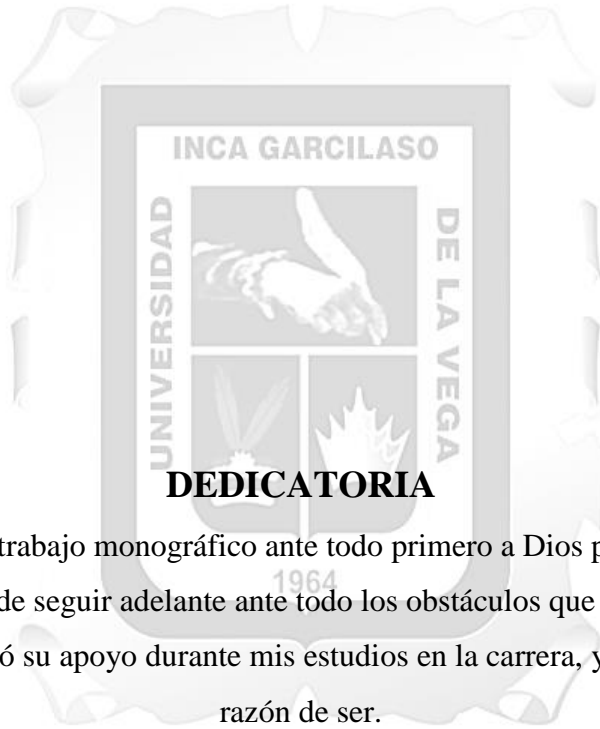 INCA GARCILASO
UNIVERSIDAD
DE LA VEGA
DEDICATORIA
trabajo monográfico ante todo primero a Dios p
1964
de seguir adelante ante todo los obstáculos que
ó su apoyo durante mis estudios en la carrera, y
razón de ser.